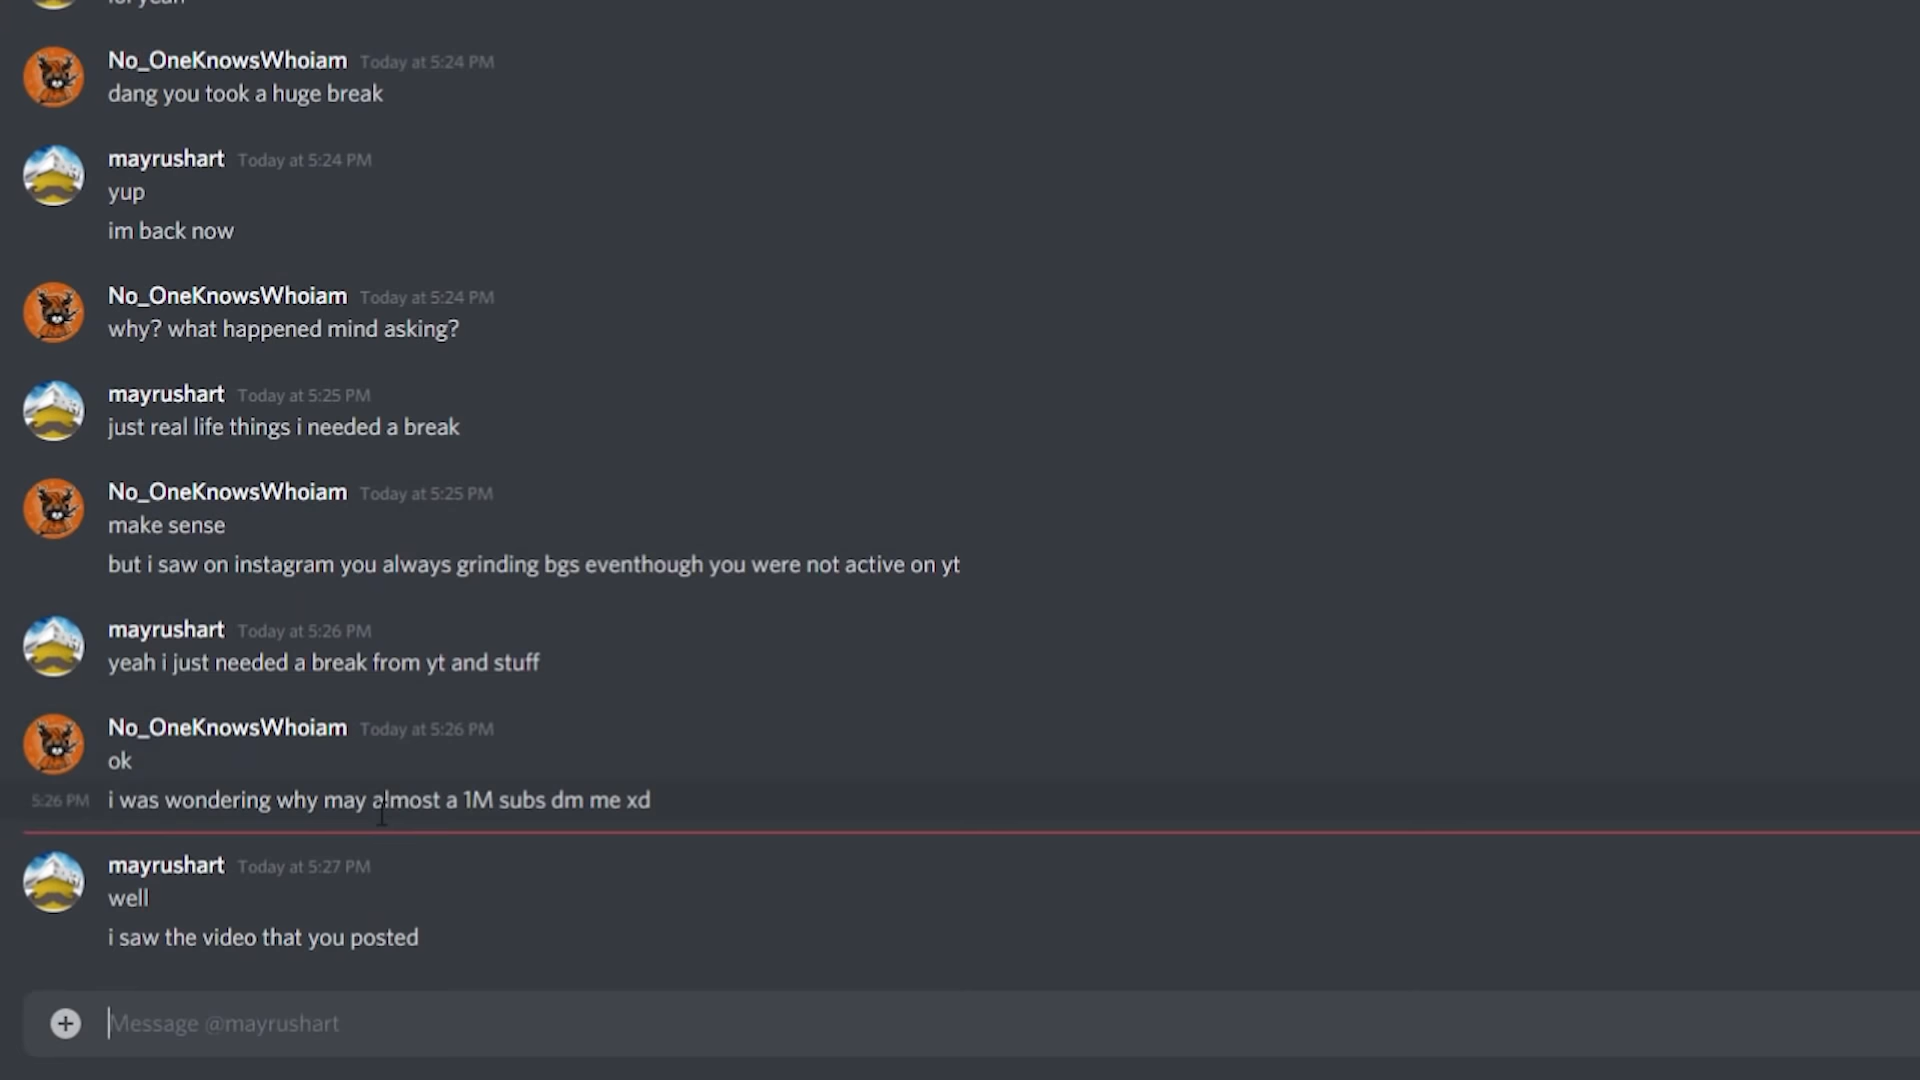 lol yeah
No_OneKnowsWhoiam Today at 5:24 PM
dang you took a huge break
mayrushart Today at 5:24 PM
yup
im back now
No_OneKnowsWhoiam Today at 5:24 PM
why? what happened mind asking?
mayrushart Today at 5:25 PM
just real life things i needed a break
No_OneKnowsWhoiam Today at 5:25 PM
make sense
but i saw on instagram you always grinding bgs eventhough you were not active on yt
mayrushart Today at 5:26 PM
yeah i just needed a break from yt and stuff
No_OneKnowsWhoiam Today at 5:26 PM
ok
5:26 PM i was wondering why may almost a 1M subs dm me xd
mayrushart Today at 5:27 PM
well
i saw the video that you posted
Message @mayrushart